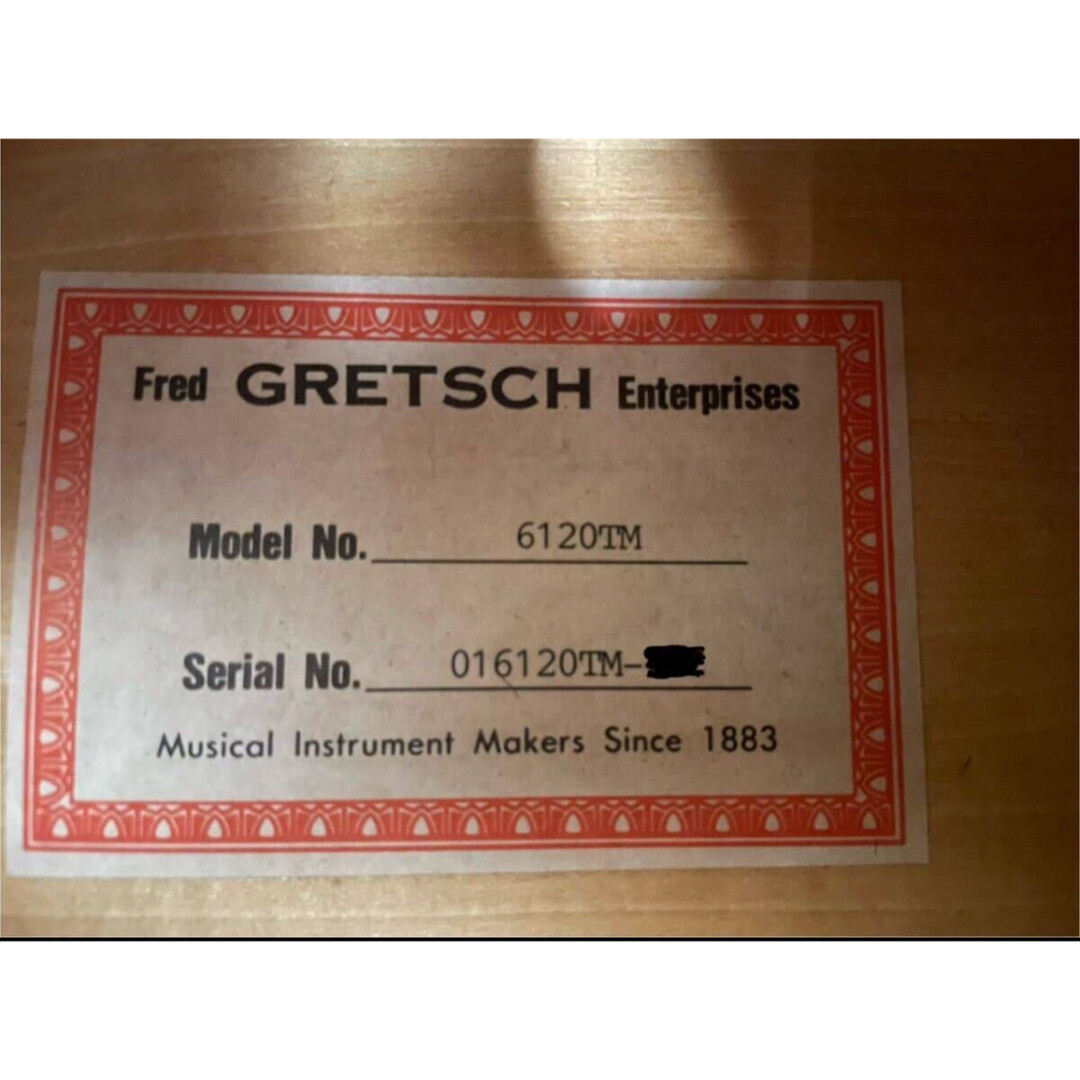 Fred GRETSCH Enterprises
Model No. 6120TM
Serial No. 016120TM-
Musical Instrument Makers Since 1883